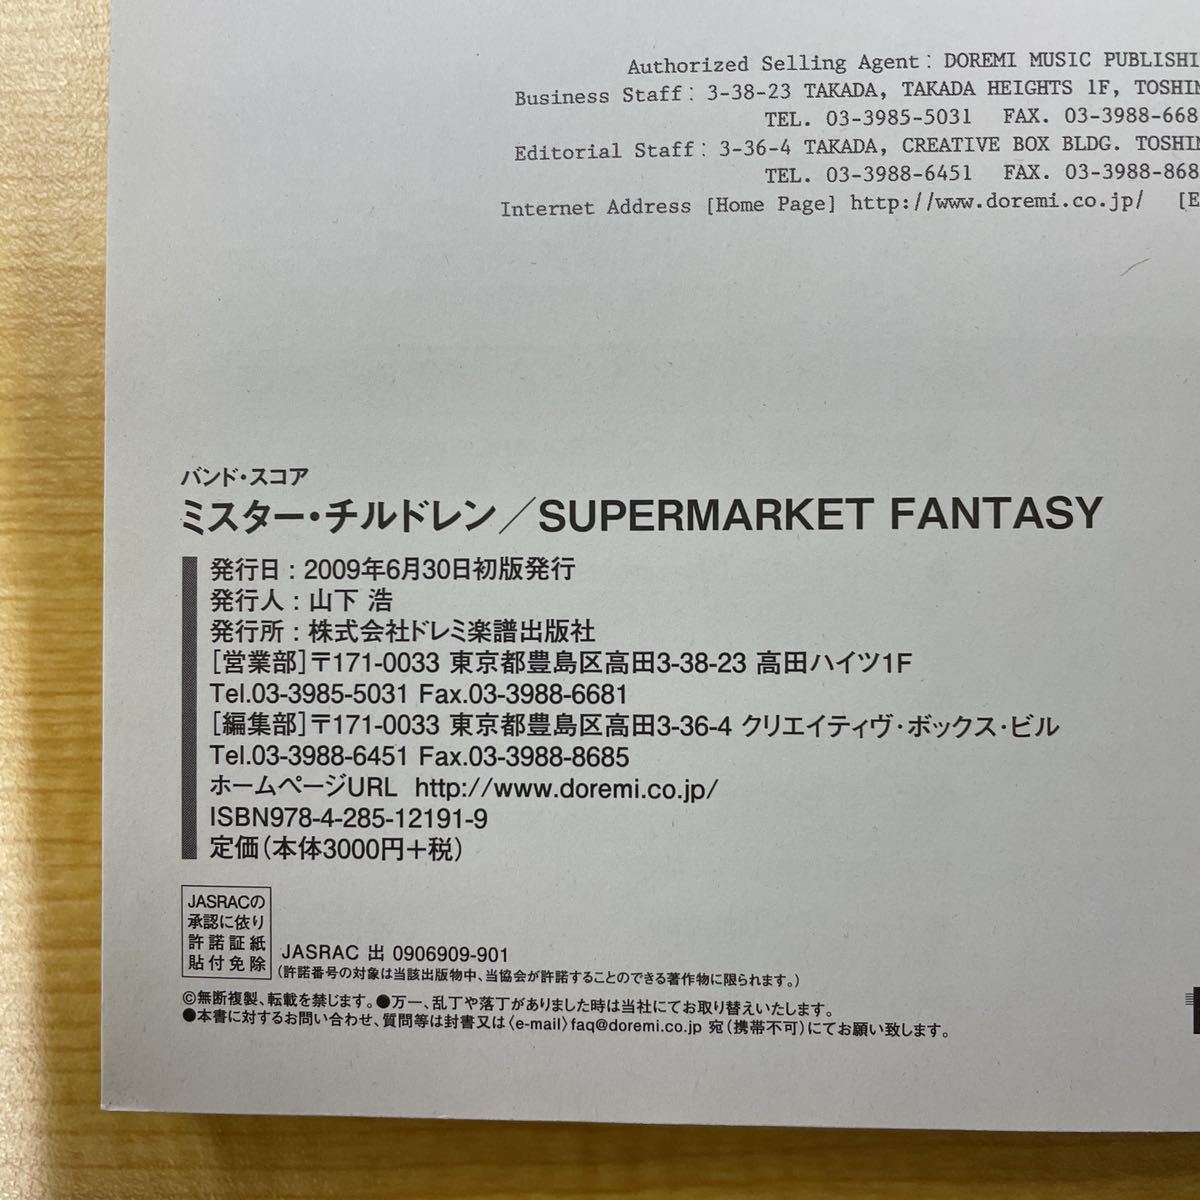 Authorized Selling Agent: DOREMI MUSIC PUBLISHI
Business Staff: 3-38-23 TAKADA, TAKADA HEIGHTS 1F, TOSHIM
TEL. 03-3985-5031 FAX. 03-3988-668
Editorial Staff: 3-36-4 TAKADA, CREATIVE BOX BLDG. TOSHIM
TEL. 03-3988-6451 FAX. 03-3988-868
Internet Address [Home Page] http://www.doremi.co.jp/ [E
バンド・スコア
ミスター・チルドレン／SUPERMARKET FANTASY
発行日：2009年6月30日初版発行
発行人：山下 浩
発行所：株式会社ドレミ楽譜出版社
[営業部]〒171-0033 東京都豊島区高田3-38-23 高田ハイツ1F
Tel.03-3985-5031 Fax.03-3988-6681
[編集部]〒171-0033 東京都豊島区高田3-36-4 クリエイティヴ・ボックス・ビル
Tel.03-3988-6451 Fax.03-3988-8685
ホームページURL http://www.doremi.co.jp/
ISBN978-4-285-12191-9
定価(本体3000円＋税)
JASRACの
承認に依り
許諾証紙
貼付免除
JASRAC 出 0906909-901
(許諾番号の対象は当該出版物中、当協会が許諾することのできる著作物に限られます。)
©無断複製、転載を禁じます。●万一、乱丁や落丁がありました時は当社にてお取り替えいたします。
●本書に対するお問い合わせ、質問等は封書又は〈e-mail〉faq@doremi.co.jp 宛(携帯不可)にてお願い致します。